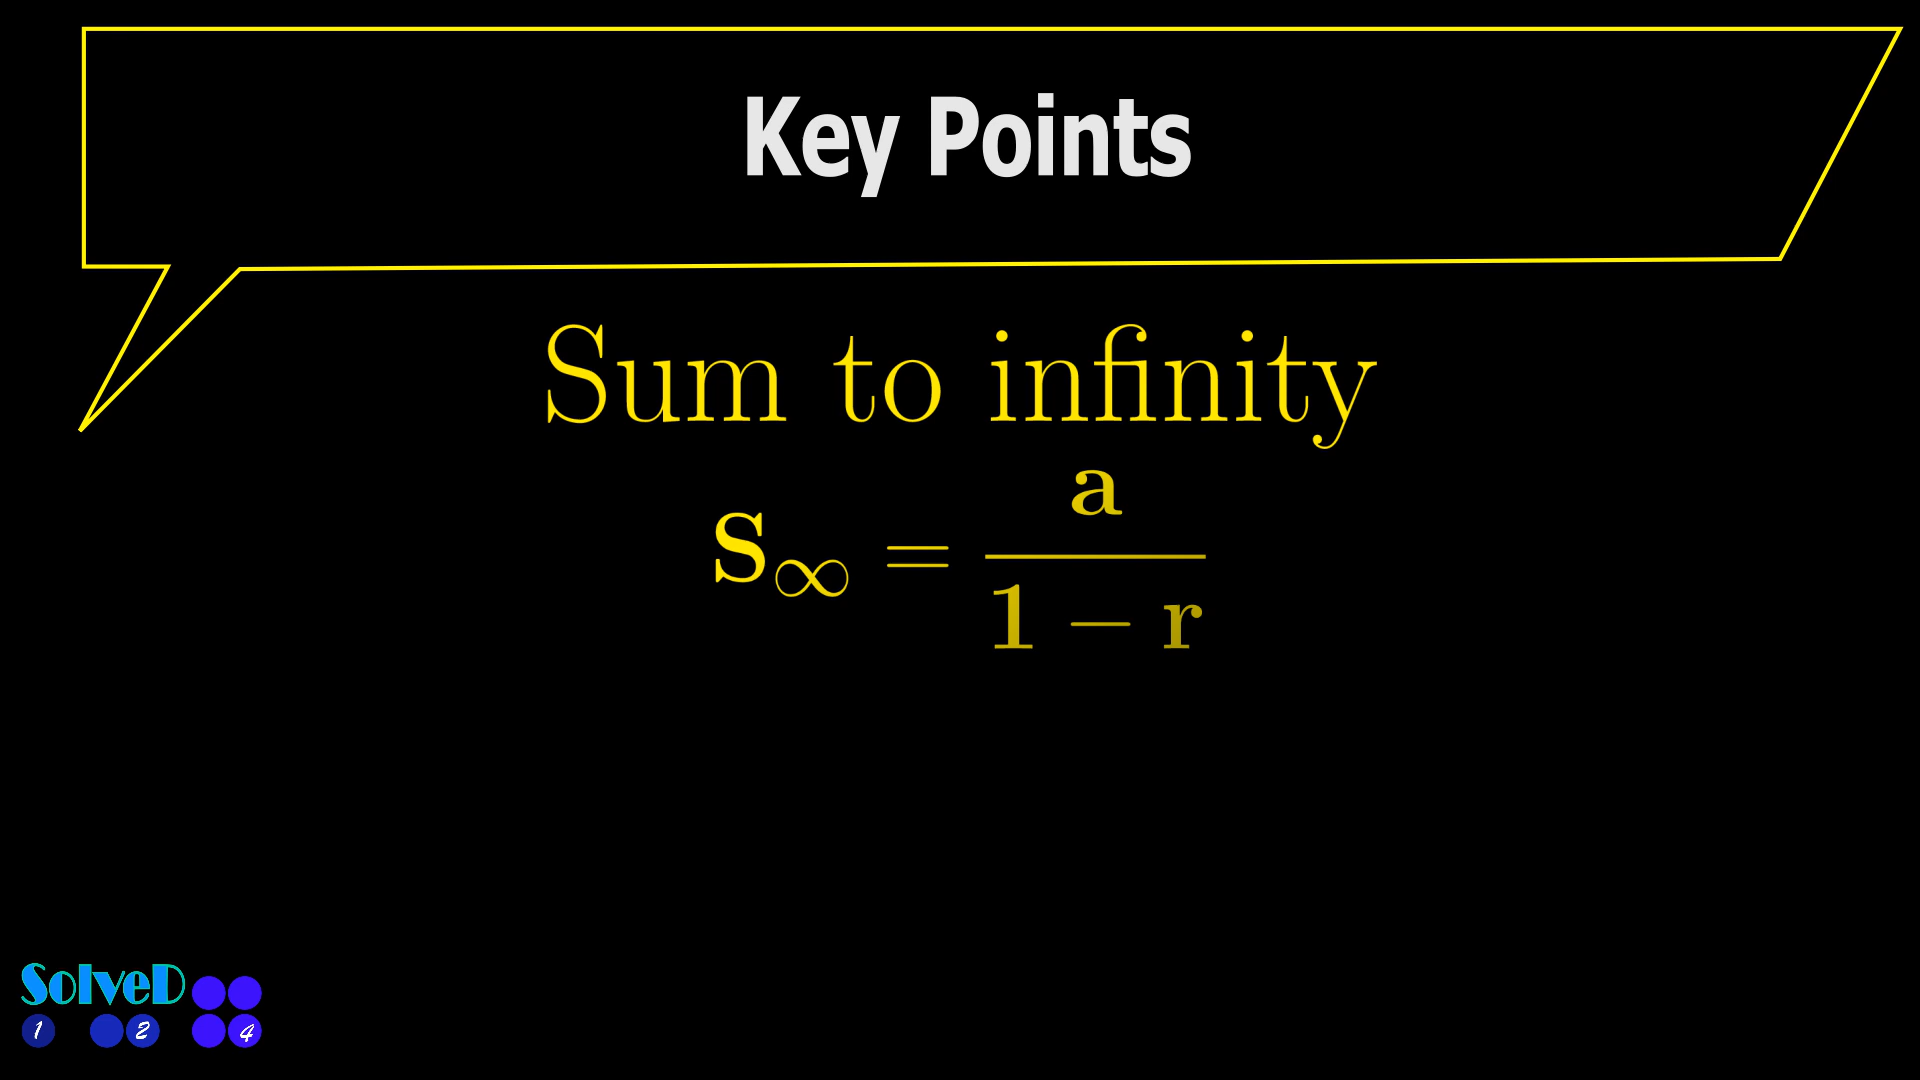 Key Points
Sum to infinity
S∞ = a / (1 − r)
SolveD
1 2 4